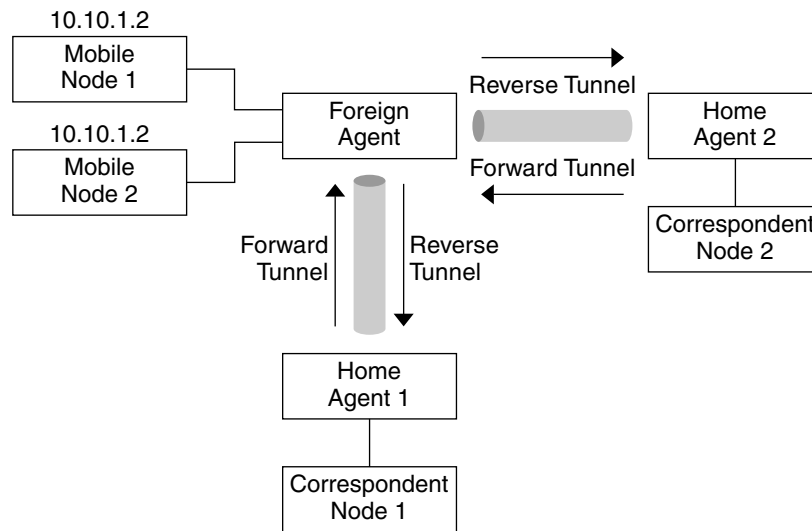 10.10.1.2
Mobile
Node 1
10.10.1.2
Mobile
Node 2
Foreign
Agent
Reverse Tunnel
Forward Tunnel
Home
Agent 2
Correspondent
Node 2
Forward
Tunnel
Reverse
Tunnel
Home
Agent 1
Correspondent
Node 1